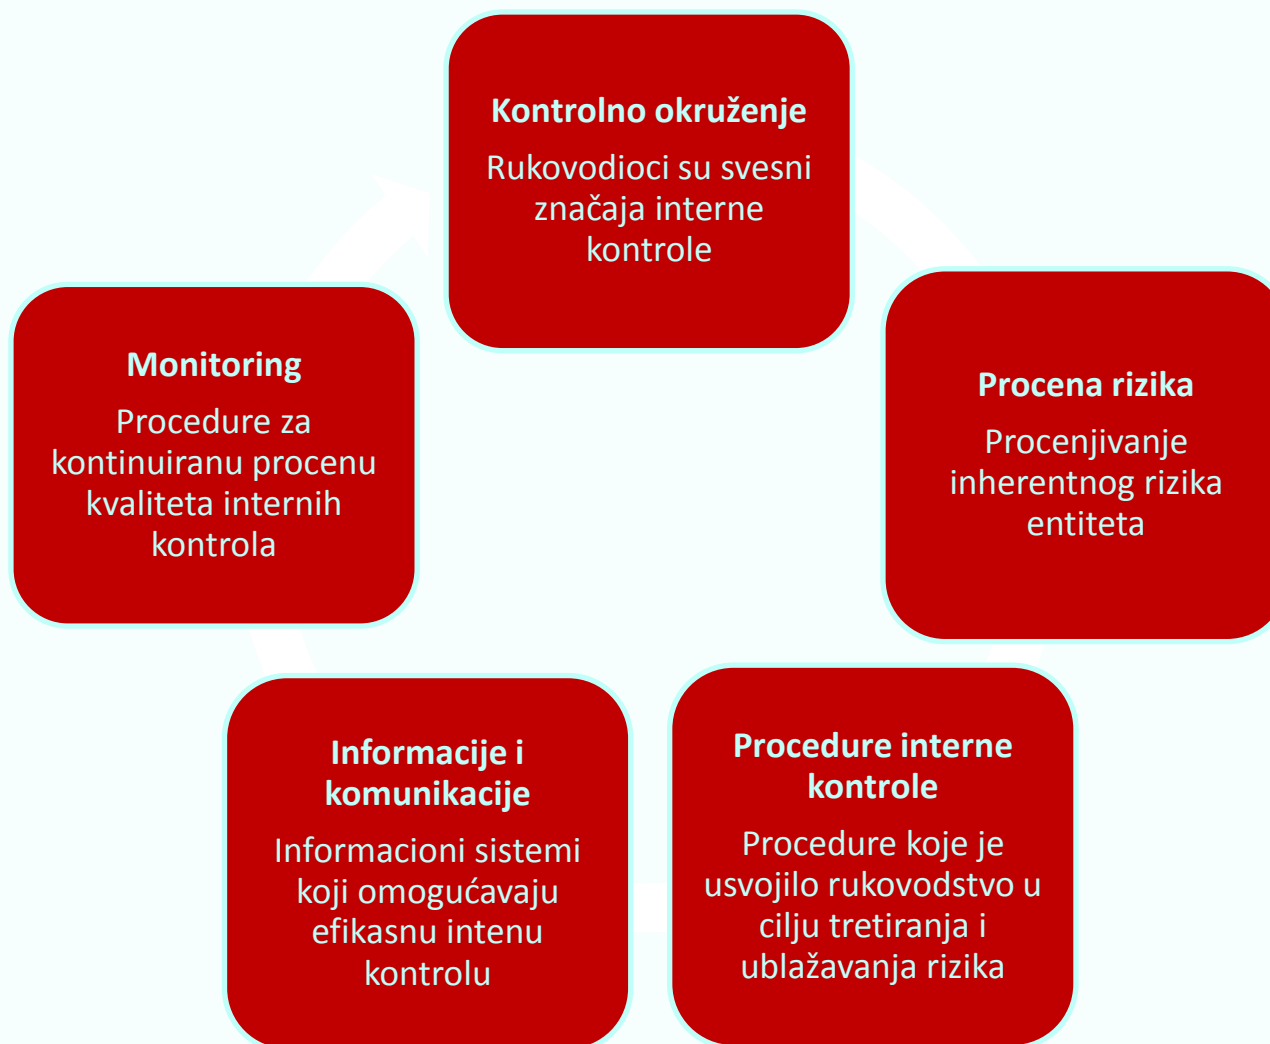 Kontrolno okruženje
Rukovodioci su svesni
značaja interne
kontrole
Procena rizika
Procenjivanje
inherentnog rizika
entiteta
Procedure interne
kontrole
Procedure koje je
usvojilo rukovodstvo u
cilju tretiranja i
ublažavanja rizika
Informacije i
komunikacije
Informacioni sistemi
koji omogućavaju
efikasnu intenu
kontrolu
Monitoring
Procedure za
kontinuiranu procenu
kvaliteta internih
kontrola